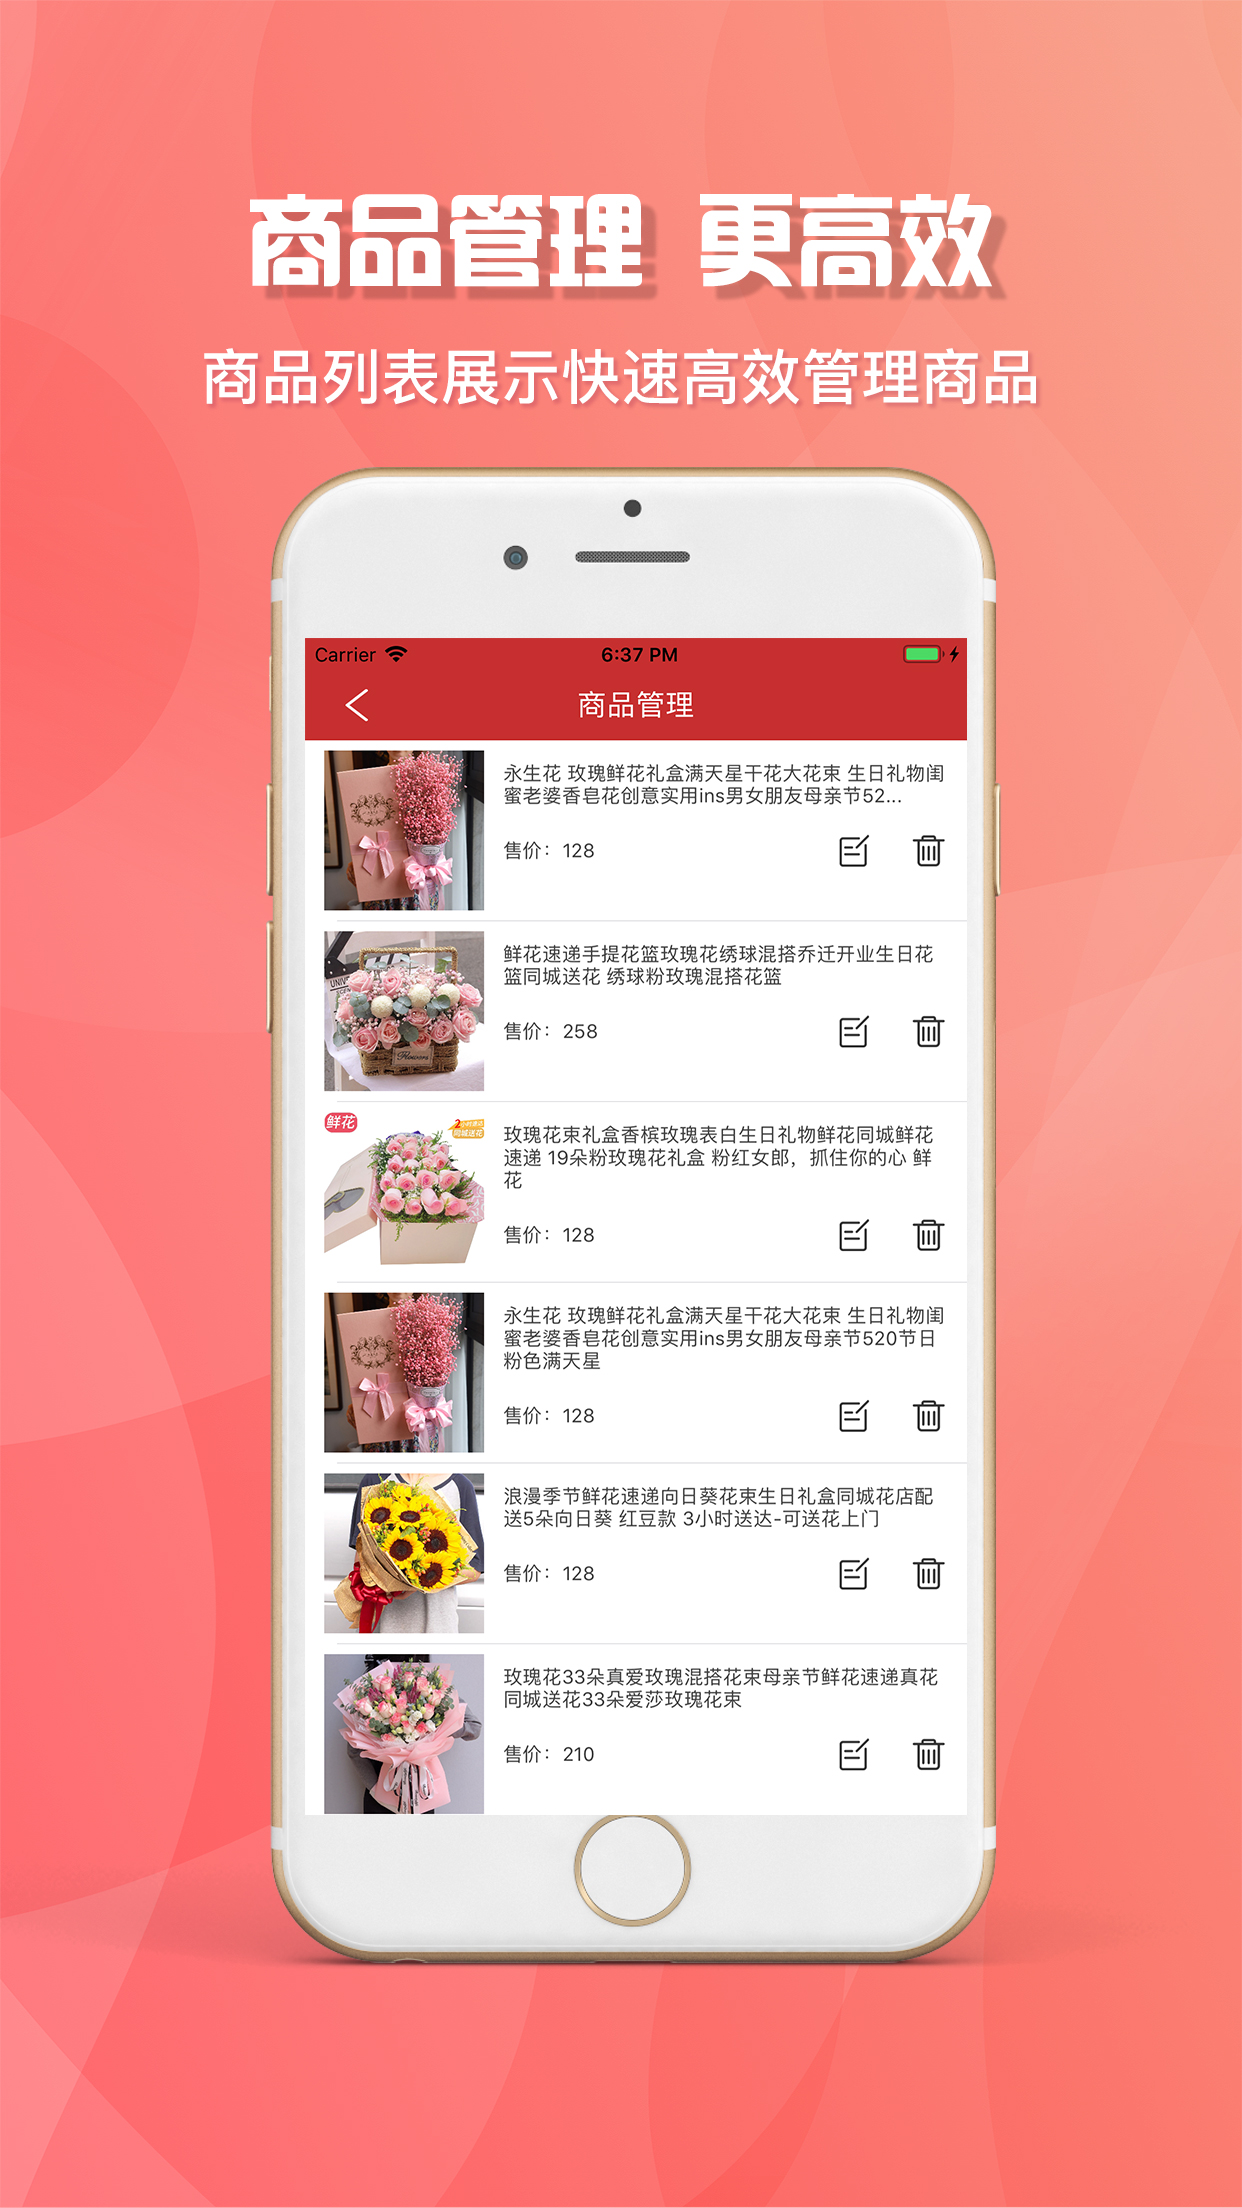 商品管理 更高效
商品列表展示快速高效管理商品
Carrier
6:37 PM
商品管理
永生花 玫瑰鲜花礼盒满天星干花大花束 生日礼物闺
蜜老婆香皂花创意实用ins男女朋友母亲节52...
售价：128
鲜花速递手提花篮玫瑰花绣球混搭乔迁开业生日花
篮同城送花 绣球粉玫瑰混搭花篮
售价：258
鲜花
同城送花
玫瑰花束礼盒香槟玫瑰表白生日礼物鲜花同城鲜花
速递 19朵粉玫瑰花礼盒 粉红女郎，抓住你的心 鲜
花
售价：128
永生花 玫瑰鲜花礼盒满天星干花大花束 生日礼物闺
蜜老婆香皂花创意实用ins男女朋友母亲节520节日
粉色满天星
售价：128
浪漫季节鲜花速递向日葵花束生日礼盒同城花店配
送5朵向日葵 红豆款 3小时送达-可送花上门
售价：128
玫瑰花33朵真爱玫瑰混搭花束母亲节鲜花速递真花
同城送花33朵爱莎玫瑰花束
售价：210